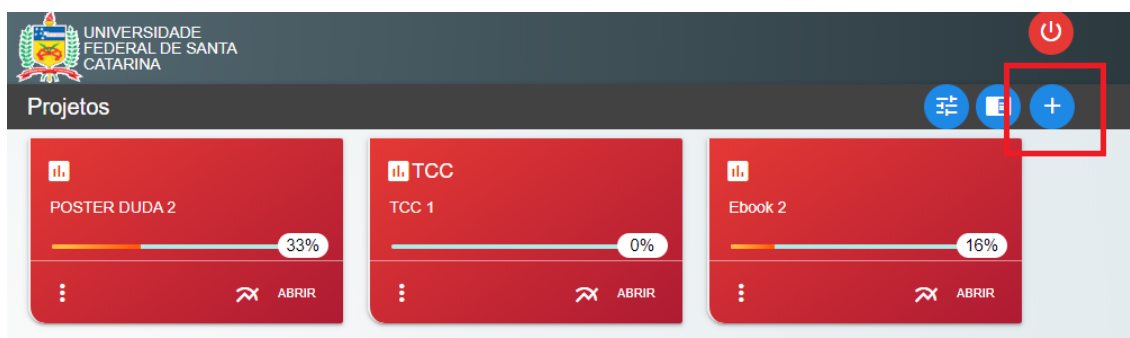 UNIVERSIDADE
FEDERAL DE SANTA
CATARINA
Projetos
POSTER DUDA 2
33%
ABRIR
TCC
TCC 1
0%
ABRIR
Ebook 2
16%
ABRIR